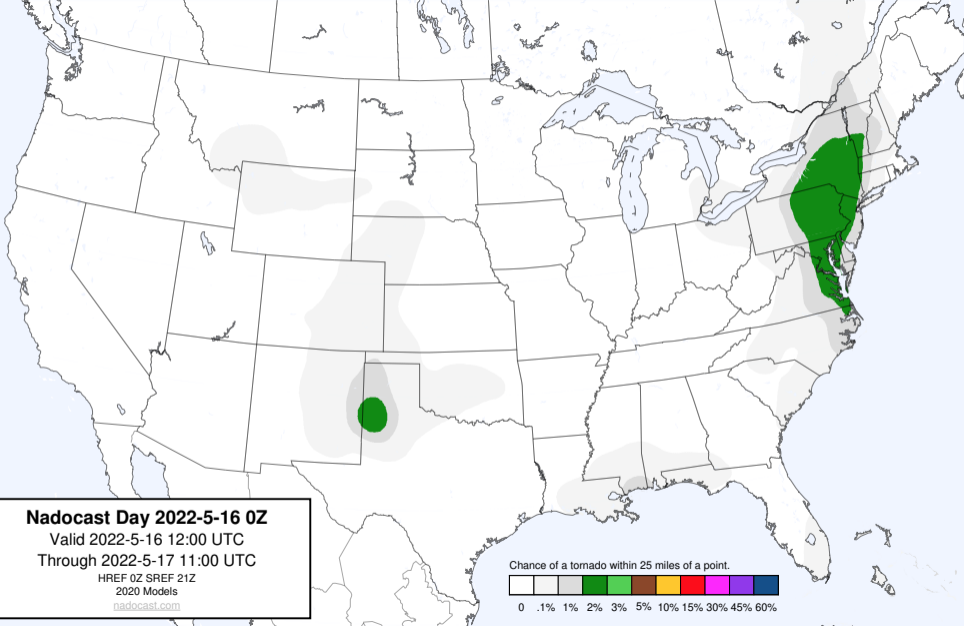 Nadocast Day 2022-5-16 0Z
Valid 2022-5-16 12:00 UTC
Through 2022-5-17 11:00 UTC
HREF 0Z SREF 21Z
2020 Models
nadocast.com
Chance of a tornado within 25 miles of a point.
0 .1% 1% 2% 3% 5% 10% 15% 30% 45% 60%